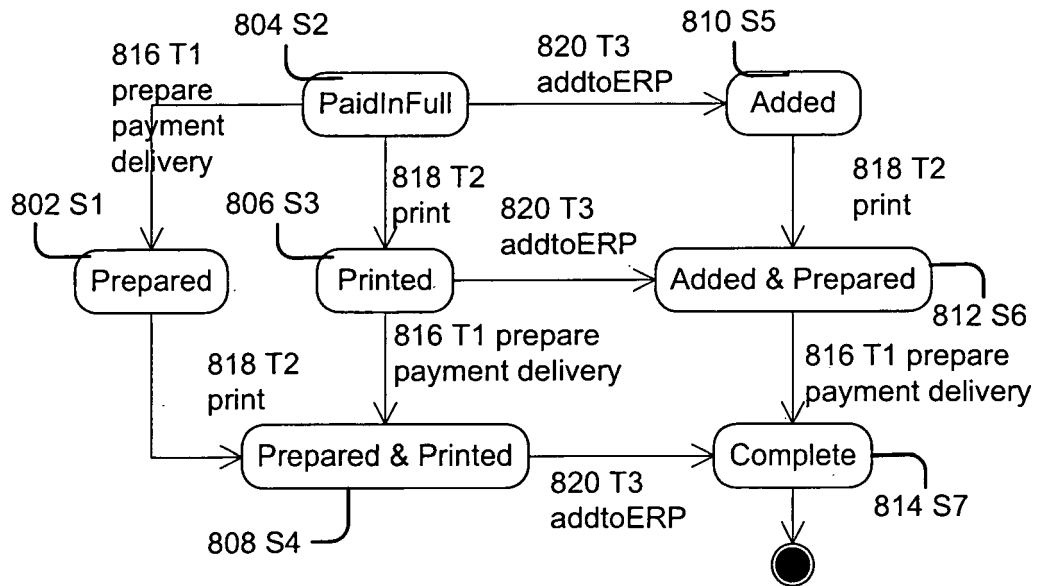 804 S2
810 S5
816 T1
prepare
payment
delivery
820 T3
addtoERP
PaidInFull
Added
818 T2
print
818 T2
print
802 S1
806 S3
820 T3
addtoERP
Prepared
Printed
Added & Prepared
812 S6
816 T1 prepare
payment delivery
816 T1 prepare
payment delivery
818 T2
print
Prepared & Printed
Complete
820 T3
addtoERP
814 S7
808 S4